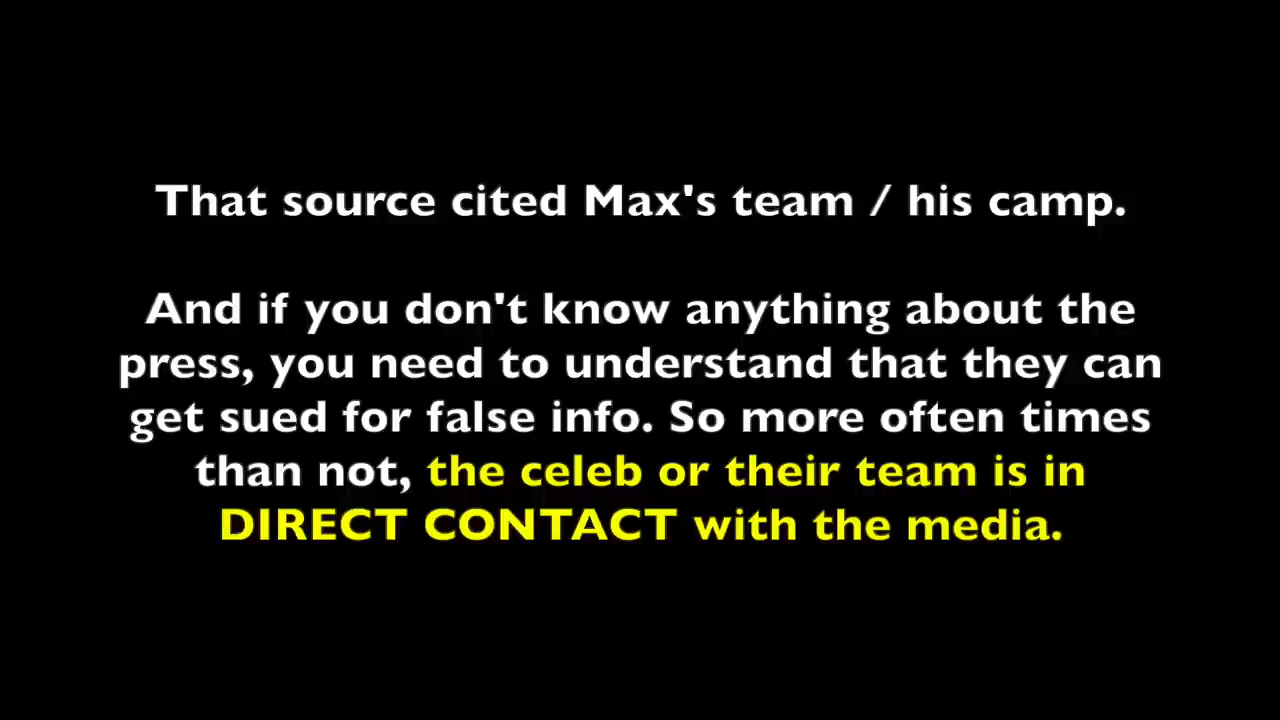 That source cited Max's team / his camp.
And if you don't know anything about the
press, you need to understand that they can
get sued for false info. So more often times
than not, the celeb or their team is in
DIRECT CONTACT with the media.